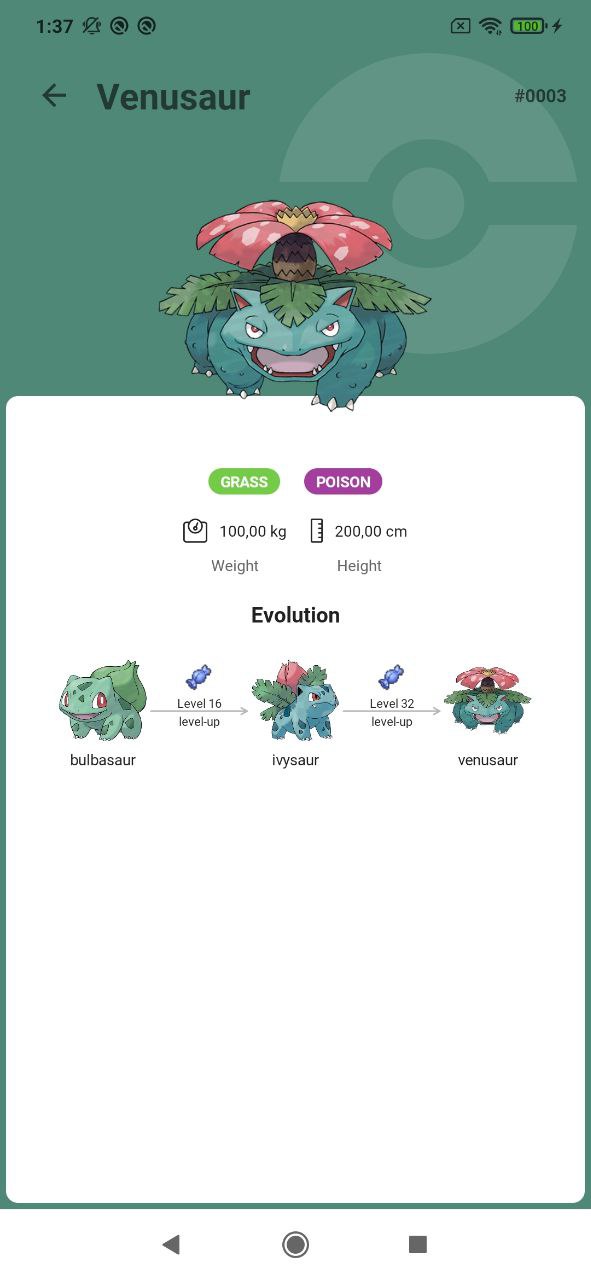 1:37
100
Venusaur
#0003
GRASS POISON
100,00 kg 200,00 cm
Weight Height
Evolution
Level 16 Level 32
level-up level-up
bulbasaur ivysaur venusaur